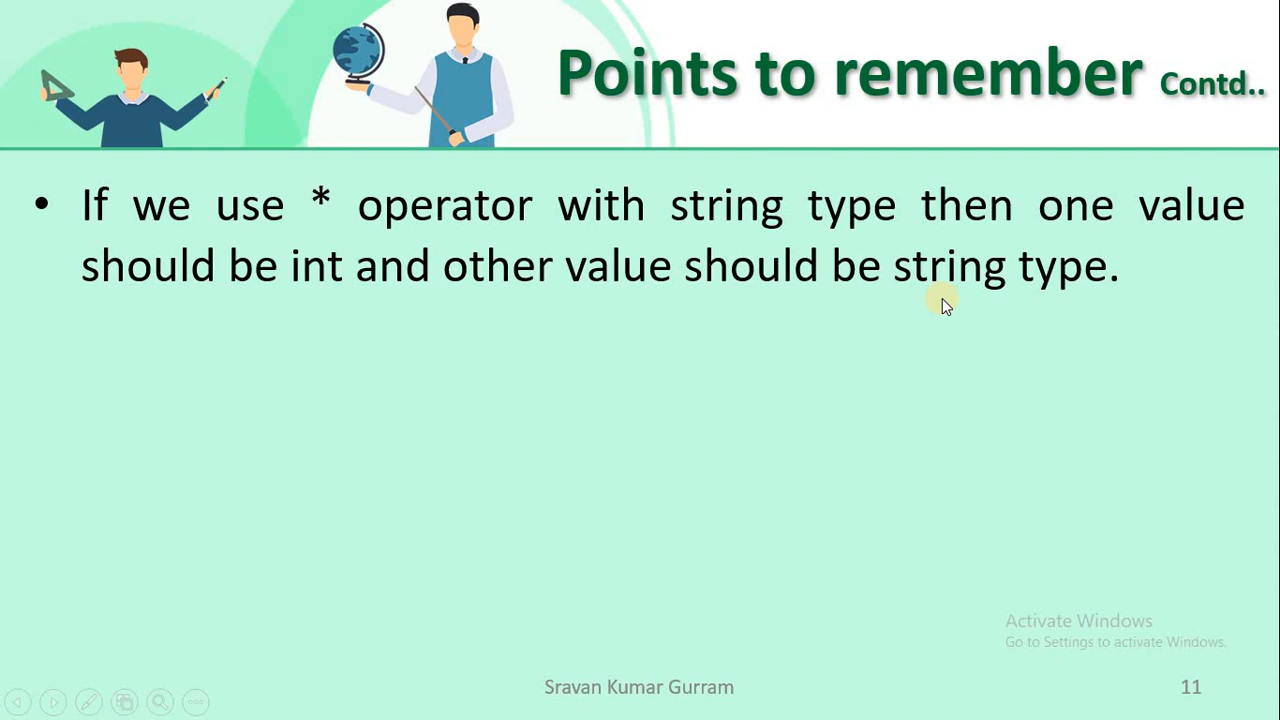 Points to remember Contd..
• If we use * operator with string type then one value
should be int and other value should be string type.
Activate Windows
Go to Settings to activate Windows.
Sravan Kumar Gurram
11